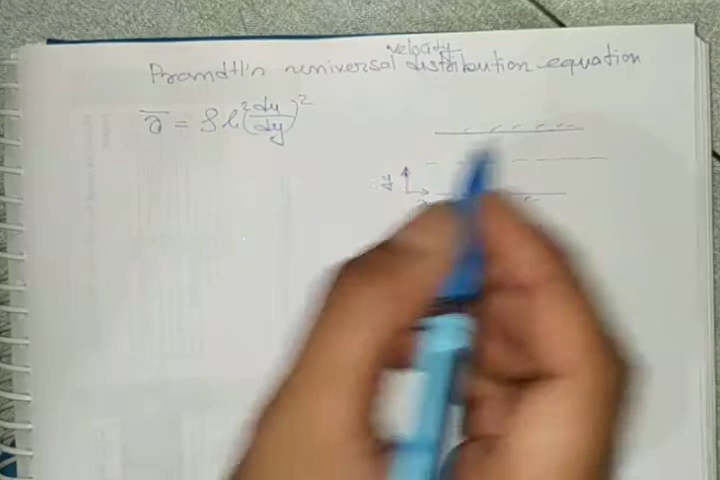 Prandtl'n universal velocity distribution equation
τ̄ = ρl²(du/dy)²
y